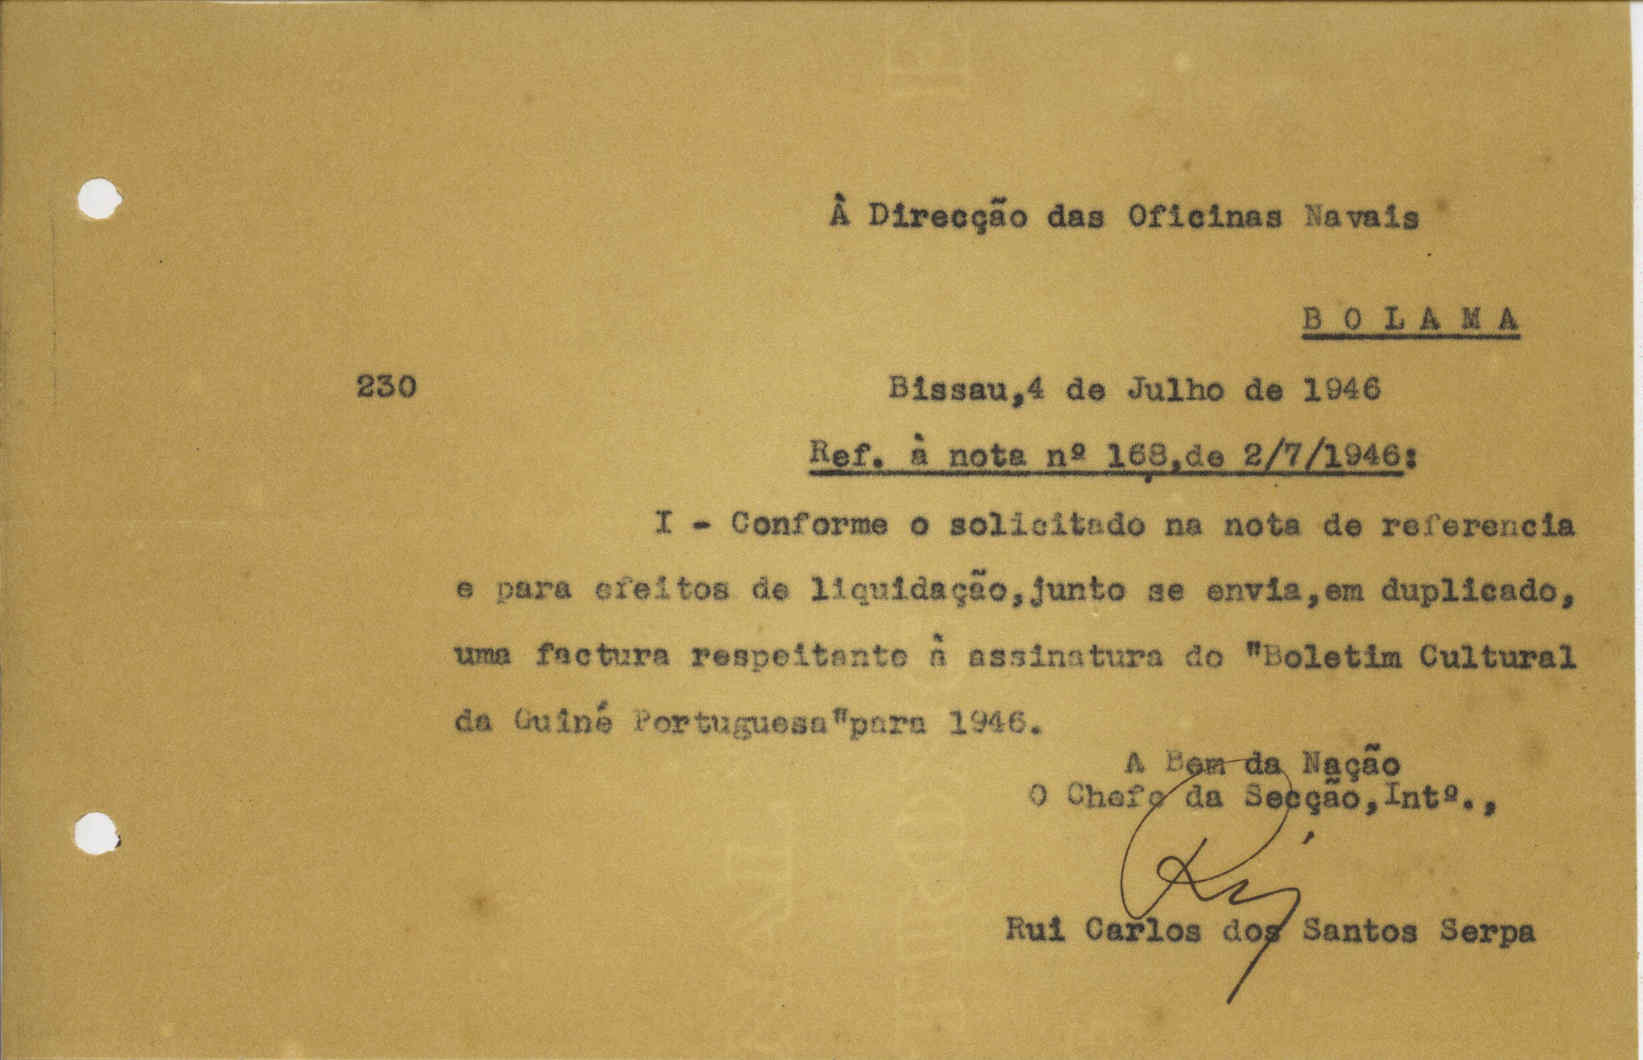 À Direcção das Oficinas Navais
B O L A M A
230
Bissau,4 de Julho de 1946
Ref. à nota nº 168,de 2/7/1946:
I - Conforme o solicitado na nota de referencia
e para efeitos de liquidação,junto se envia,em duplicado,
uma factura respeitante à assinatura do "Boletim Cultural
da Guiné Portuguesa"para 1946.
A Bem da Nação
O Chefe da Secção,Intº.,
Rui Carlos dos Santos Serpa